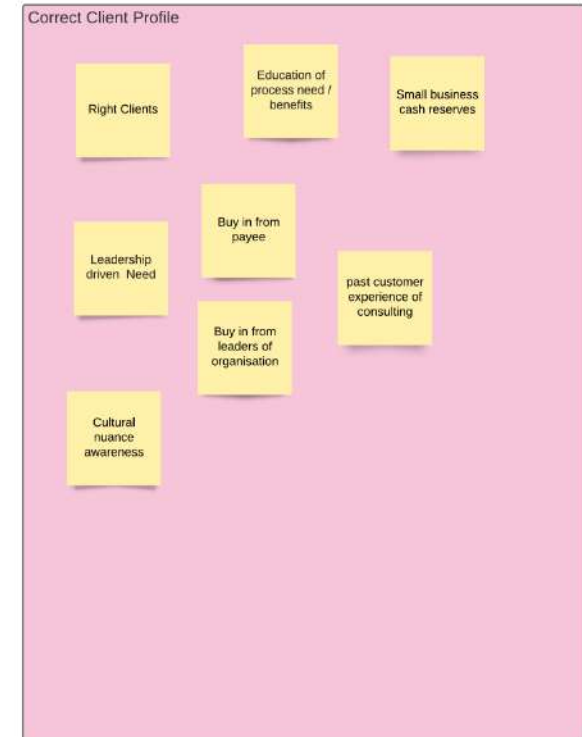 Correct Client Profile
Right Clients
Education of
process need /
benefits
Small business
cash reserves
Leadership
driven Need
Buy in from
payee
past customer
experience of
consulting
Buy in from
leaders of
organisation
Cultural
nuance
awareness